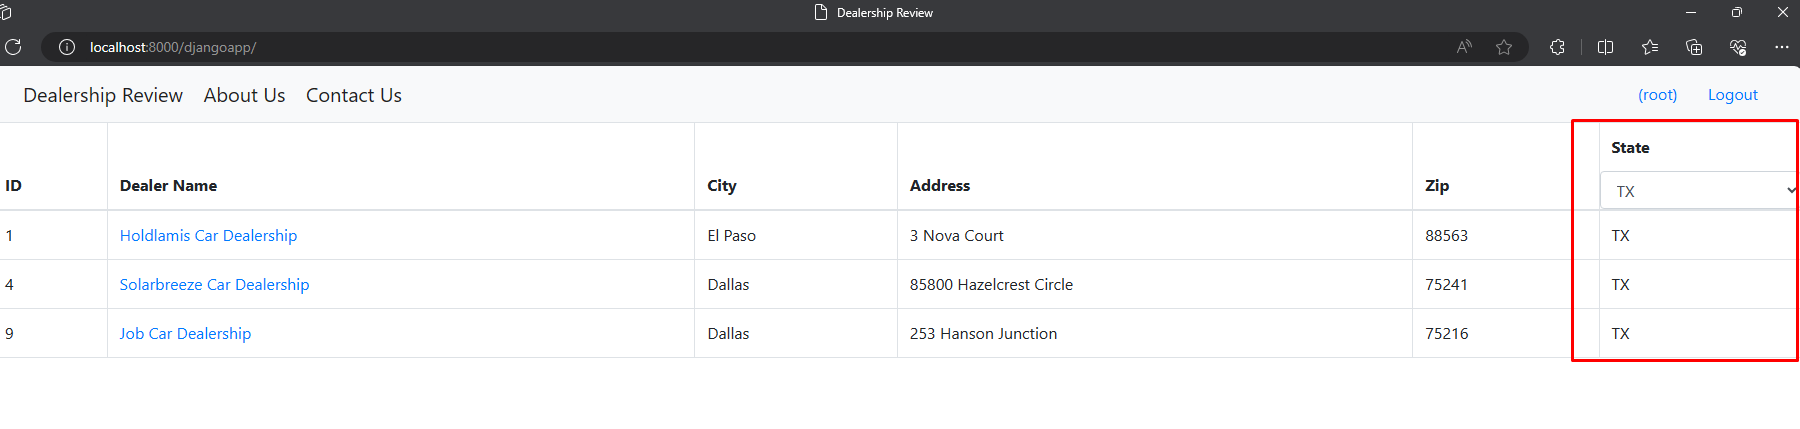 Dealership Review
localhost:8000/djangoapp/
Dealership Review About Us Contact Us (root) Logout
ID Dealer Name City Address Zip State
TX
1 Holdlamis Car Dealership El Paso 3 Nova Court 88563 TX
4 Solarbreeze Car Dealership Dallas 85800 Hazelcrest Circle 75241 TX
9 Job Car Dealership Dallas 253 Hanson Junction 75216 TX